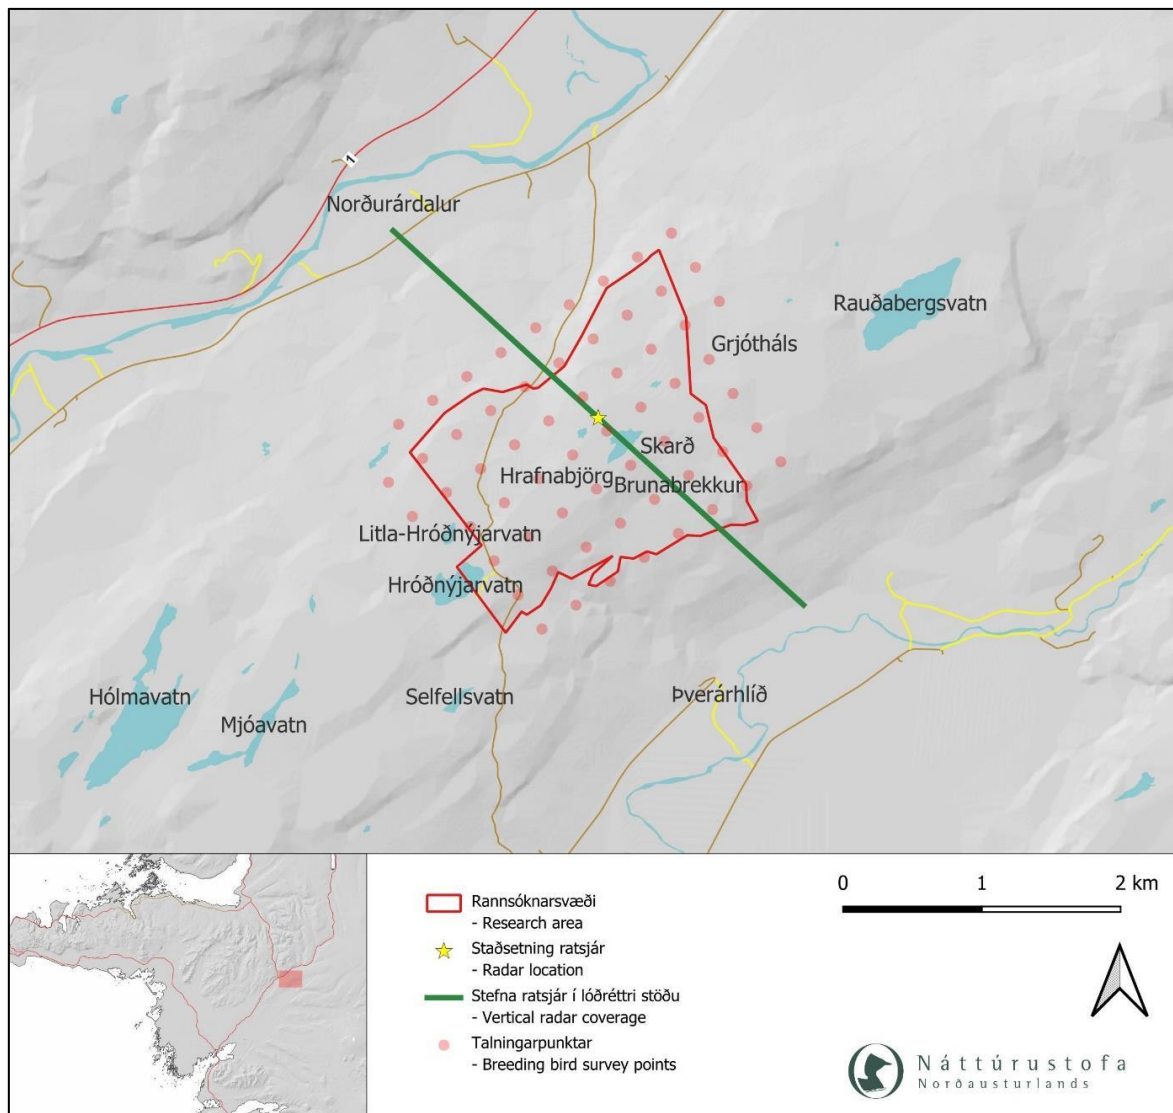 1
Norðurárdalur
Rauðabergsvatn
Grjótháls
Skarð
Hrafnabjörg
Brunabrekkur
Litla-Hróðnýjarvatn
Hróðnýjarvatn
Hólmavatn
Selfellsvatn
Þverárhlíð
Mjóavatn
Rannsóknarsvæði
- Research area
Staðsetning ratsjár
- Radar location
Stefna ratsjár í lóðréttri stöðu
- Vertical radar coverage
Talningarpunktar
- Breeding bird survey points
0 1 2 km
Náttúrustofa
Norðausturlands